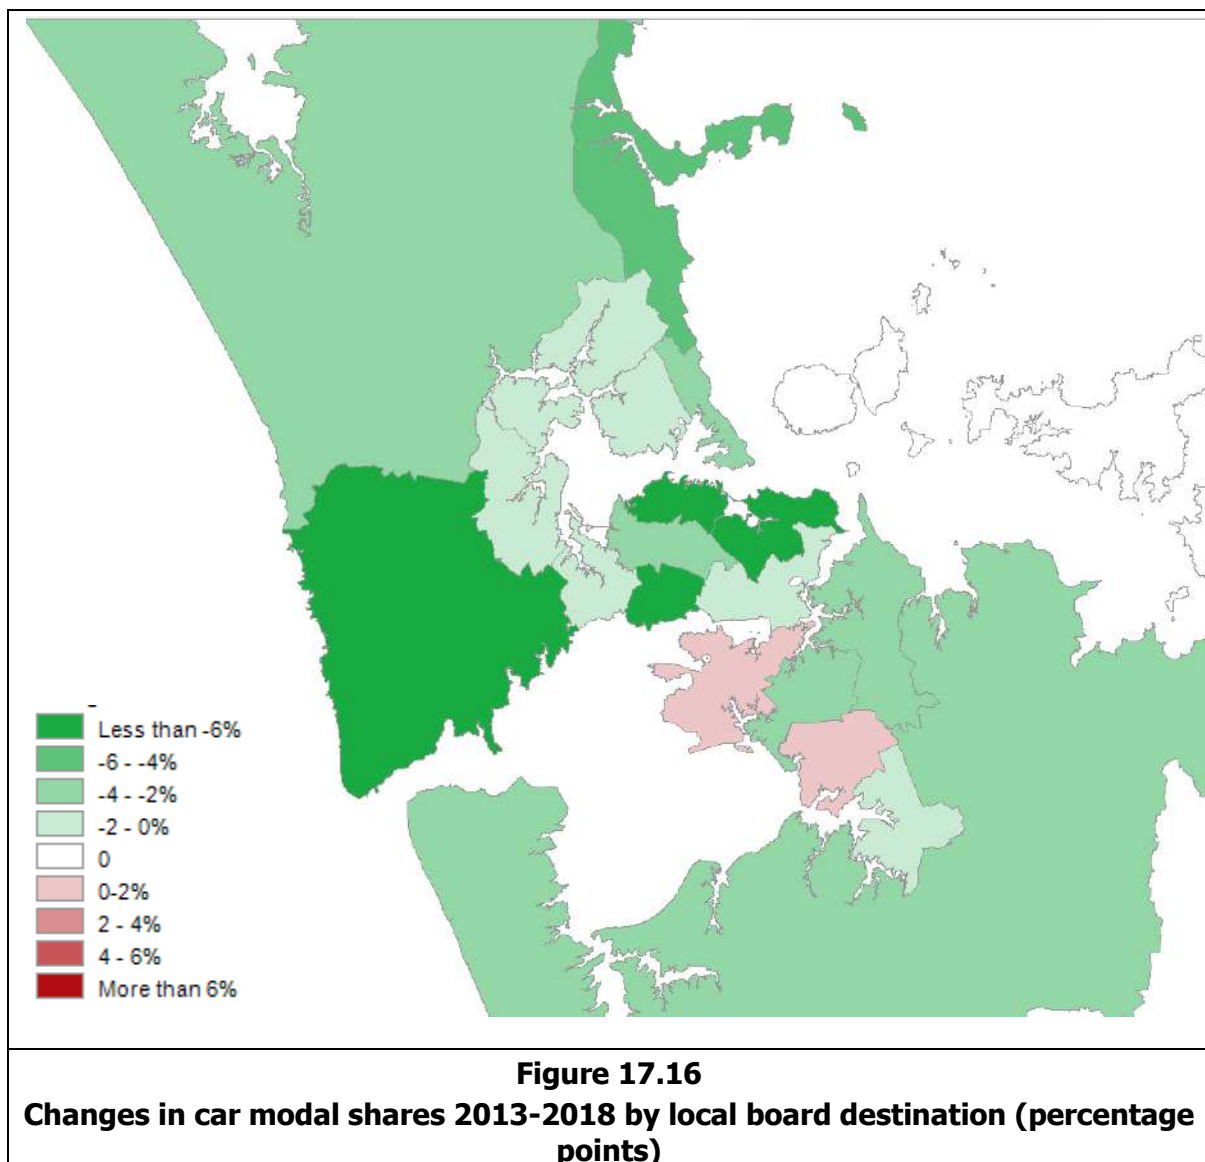 Less than -6%
-6 - -4%
-4 - -2%
-2 - 0%
0
0-2%
2 - 4%
4 - 6%
More than 6%
Figure 17.16
Changes in car modal shares 2013-2018 by local board destination (percentage
points)